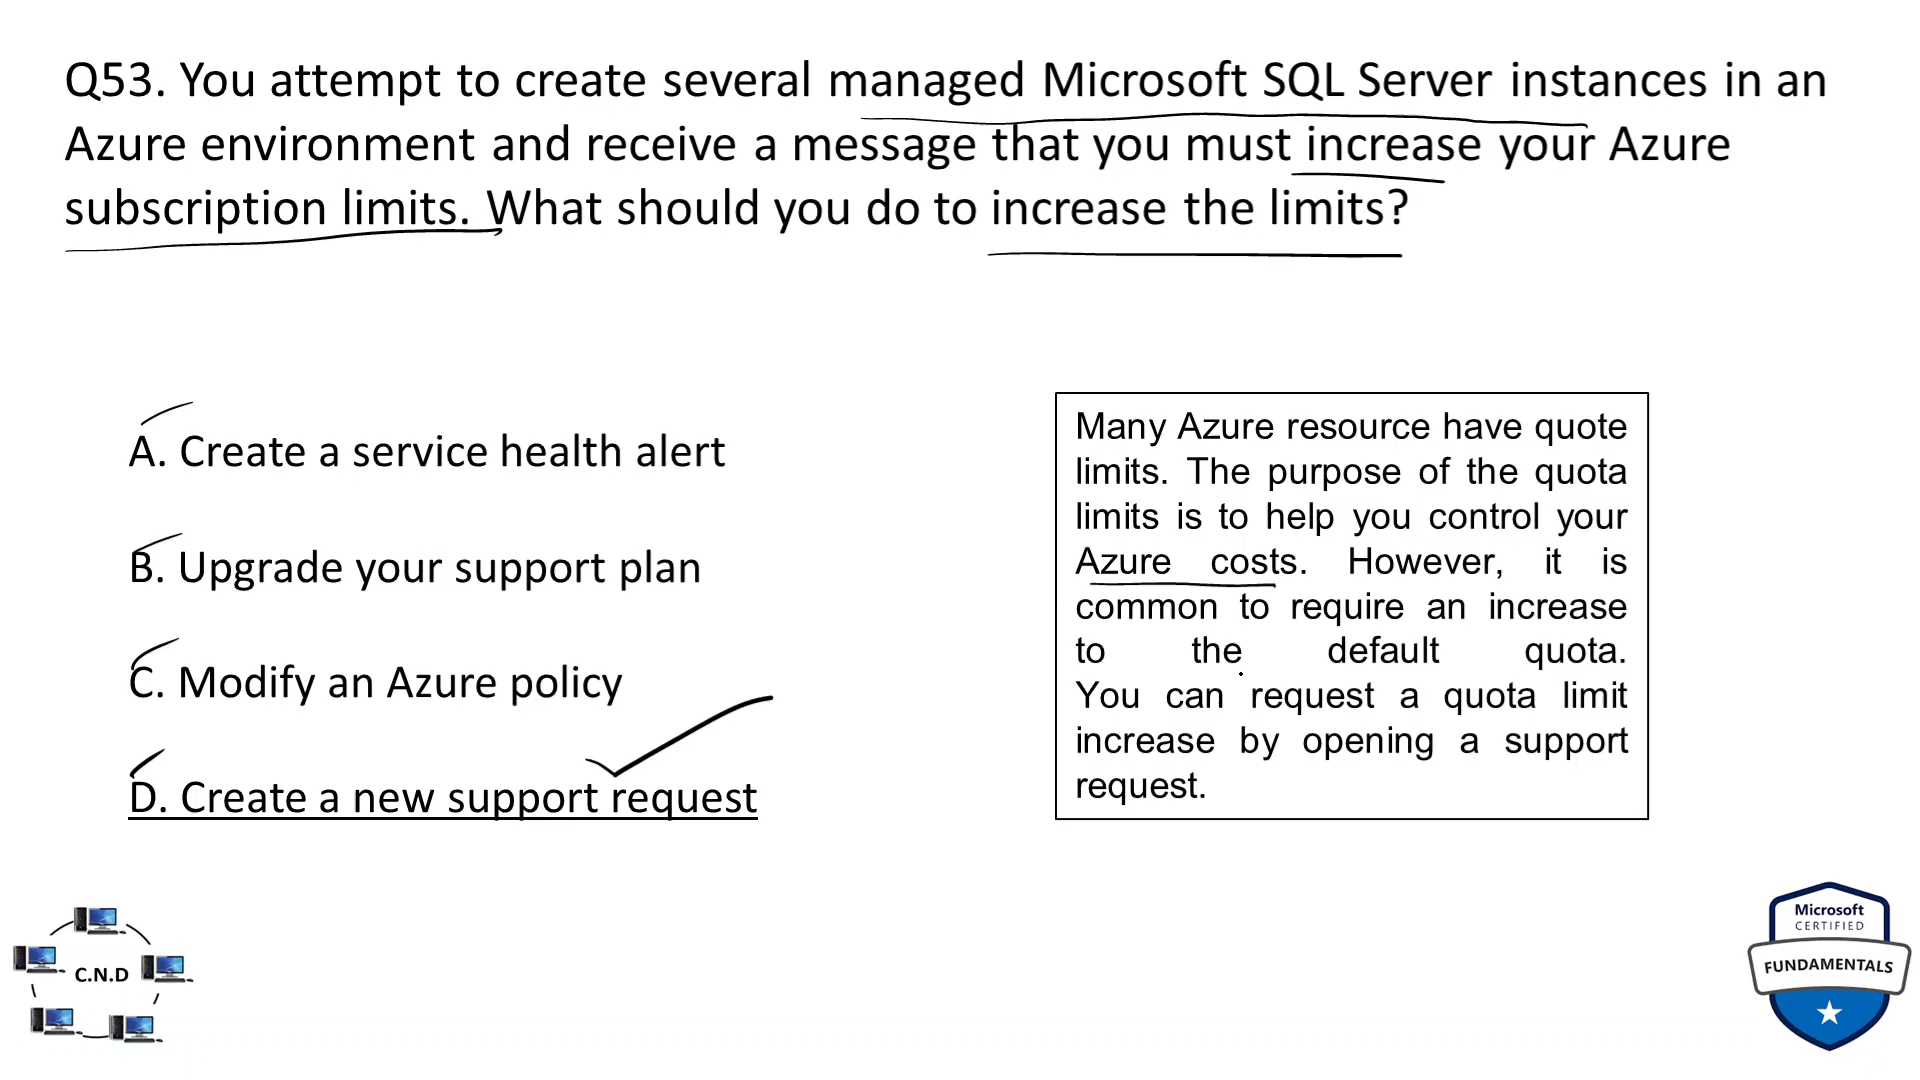 Q53. You attempt to create several managed Microsoft SQL Server instances in an
Azure environment and receive a message that you must increase your Azure
subscription limits. What should you do to increase the limits?
A. Create a service health alert
B. Upgrade your support plan
C. Modify an Azure policy
D. Create a new support request
Many Azure resource have quote
limits. The purpose of the quota
limits is to help you control your
Azure costs. However, it is
common to require an increase
to the default quota.
You can request a quota limit
increase by opening a support
request.
C.N.D
Microsoft
CERTIFIED
FUNDAMENTALS